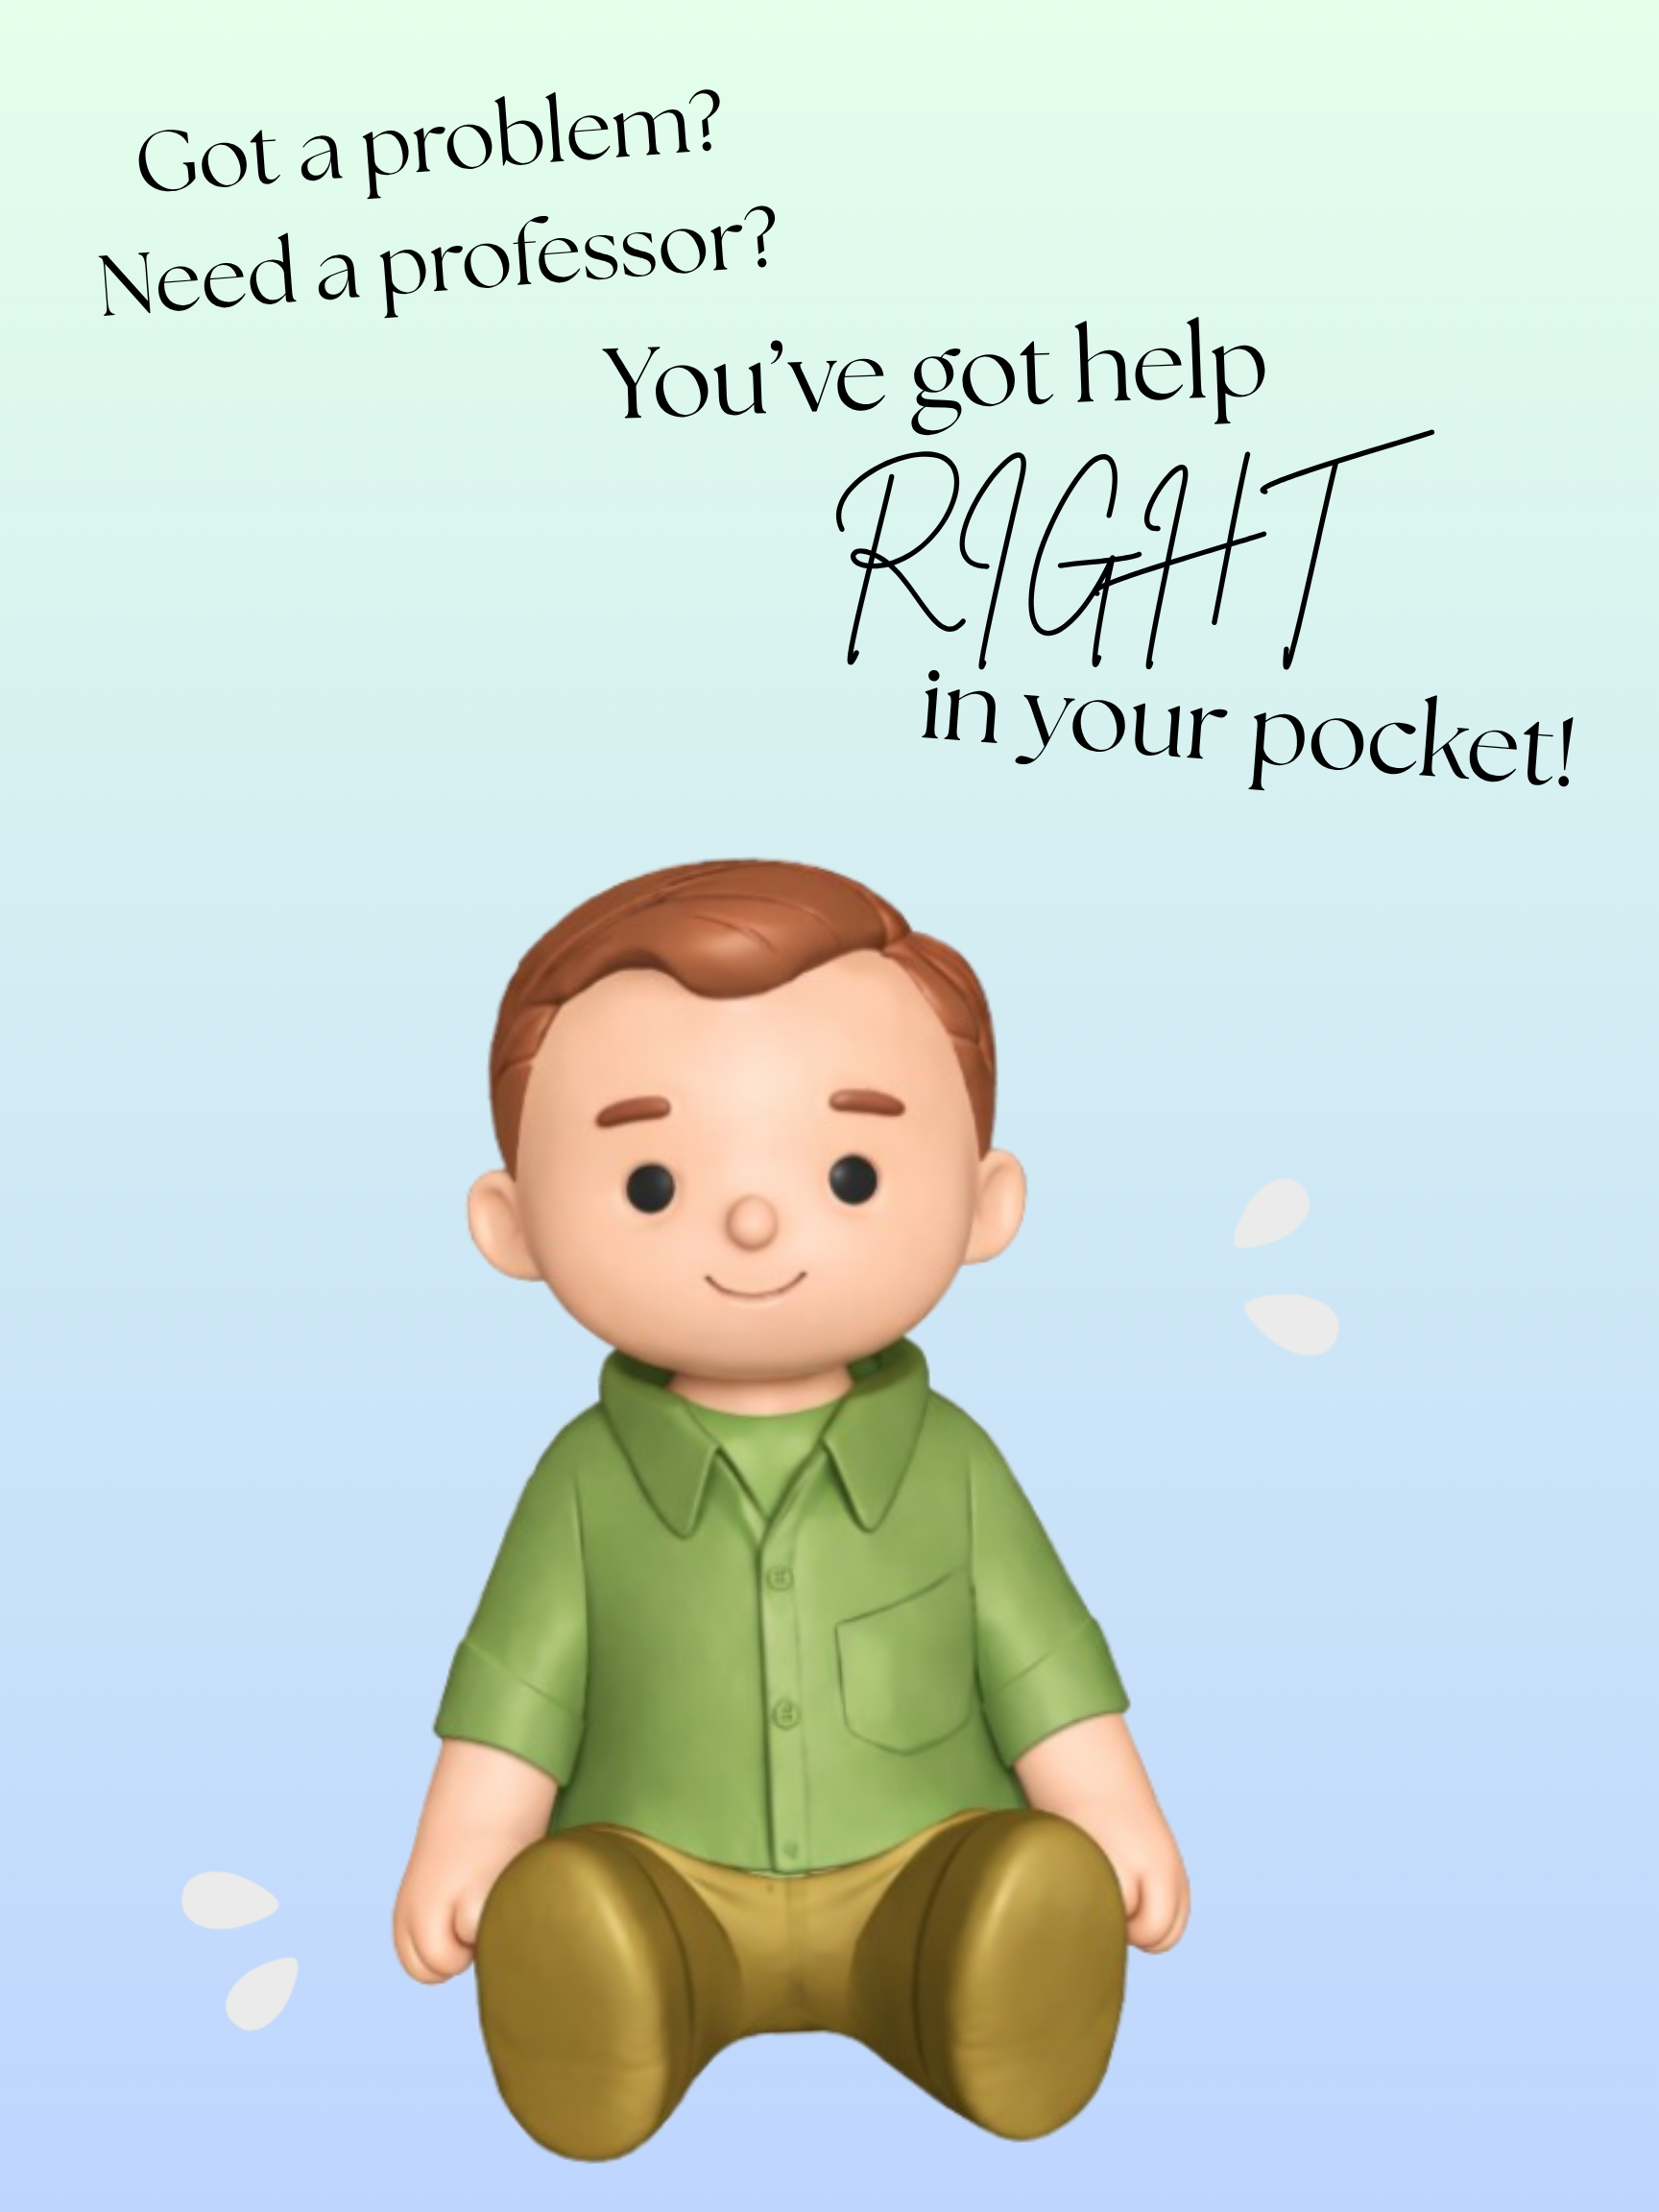 Got a problem?
Need a professor?
You’ve got help
RIGHT
in your pocket!